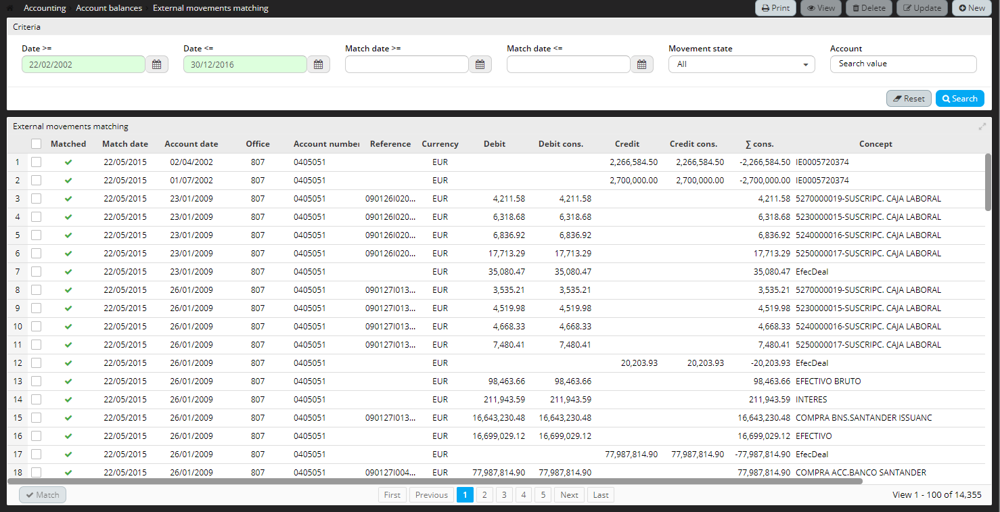 Accounting Account balances External movements matching Print View Delete Update New
Criteria
Date >= Date <= Match date >= Match date <= Movement state Account
22/02/2002 30/12/2016 All Search value
Reset Search
External movements matching
Matched Match date Account date Office Account number Reference Currency Debit Debit cons. Credit Credit cons. ∑ cons. Concept
1 22/05/2015 02/04/2002 807 0405051 EUR 2,266,584.50 2,266,584.50 -2,266,584.50 IE0005720374
2 22/05/2015 01/07/2002 807 0405051 EUR 2,700,000.00 2,700,000.00 -2,700,000.00 IE0005720374
3 22/05/2015 23/01/2009 807 0405051 090126I020... EUR 4,211.58 4,211.58 4,211.58 5270000019-SUSCRIPC. CAJA LABORAL
4 22/05/2015 23/01/2009 807 0405051 090126I020... EUR 6,318.68 6,318.68 6,318.68 5230000015-SUSCRIPC. CAJA LABORAL
5 22/05/2015 23/01/2009 807 0405051 090126I020... EUR 6,836.92 6,836.92 6,836.92 5240000016-SUSCRIPC. CAJA LABORAL
6 22/05/2015 23/01/2009 807 0405051 090126I020... EUR 17,713.29 17,713.29 17,713.29 5250000017-SUSCRIPC. CAJA LABORAL
7 22/05/2015 23/01/2009 807 0405051 EUR 35,080.47 35,080.47 35,080.47 EfecDeal
8 22/05/2015 26/01/2009 807 0405051 090127I013... EUR 3,535.21 3,535.21 3,535.21 5270000019-SUSCRIPC. CAJA LABORAL
9 22/05/2015 26/01/2009 807 0405051 090127I013... EUR 4,519.98 4,519.98 4,519.98 5230000015-SUSCRIPC. CAJA LABORAL
10 22/05/2015 26/01/2009 807 0405051 090127I013... EUR 4,668.33 4,668.33 4,668.33 5240000016-SUSCRIPC. CAJA LABORAL
11 22/05/2015 26/01/2009 807 0405051 090127I013... EUR 7,480.41 7,480.41 7,480.41 5250000017-SUSCRIPC. CAJA LABORAL
12 22/05/2015 26/01/2009 807 0405051 EUR 20,203.93 20,203.93 -20,203.93 EfecDeal
13 22/05/2015 26/01/2009 807 0405051 EUR 98,463.66 98,463.66 98,463.66 EFECTIVO BRUTO
14 22/05/2015 26/01/2009 807 0405051 EUR 211,943.59 211,943.59 211,943.59 INTERES
15 22/05/2015 26/01/2009 807 0405051 090127I013... EUR 16,643,230.48 16,643,230.48 16,643,230.48 COMPRA BNS.SANTANDER ISSUANC
16 22/05/2015 26/01/2009 807 0405051 EUR 16,699,029.12 16,699,029.12 16,699,029.12 EFECTIVO
17 22/05/2015 26/01/2009 807 0405051 EUR 77,987,814.90 77,987,814.90 -77,987,814.90 EfecDeal
18 22/05/2015 26/01/2009 807 0405051 090127I004... EUR 77,987,814.90 77,987,814.90 77,987,814.90 COMPRA ACC.BANCO SANTANDER
Match First Previous 1 2 3 4 5 Next Last View 1 - 100 of 14,355